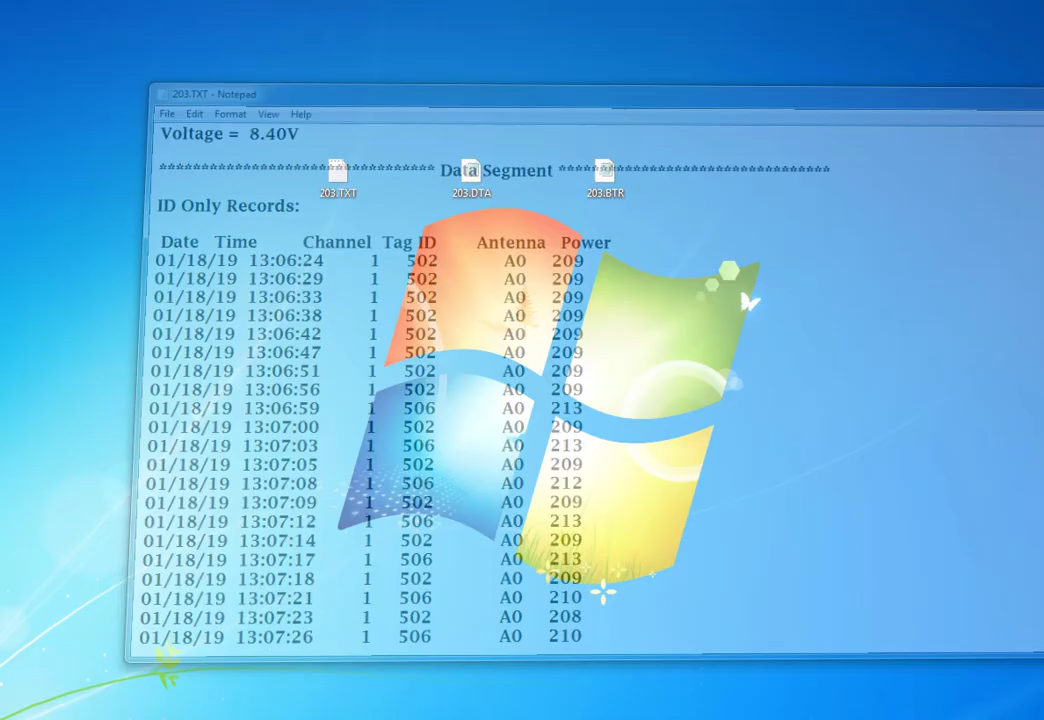 203.TXT - Notepad
File Edit Format View Help
Voltage = 8.40V
********************************* Data Segment *********************************
203.TXT 203.DTA 203.BTR
ID Only Records:
Date Time Channel Tag ID Antenna Power
01/18/19 13:06:24 1 502 A0 209
01/18/19 13:06:29 1 502 A0 209
01/18/19 13:06:33 1 502 A0 209
01/18/19 13:06:38 1 502 A0 209
01/18/19 13:06:42 1 502 A0 209
01/18/19 13:06:47 1 502 A0 209
01/18/19 13:06:51 1 502 A0 209
01/18/19 13:06:56 1 502 A0 209
01/18/19 13:06:59 1 506 A0 213
01/18/19 13:07:00 1 502 A0 209
01/18/19 13:07:03 1 506 A0 213
01/18/19 13:07:05 1 502 A0 209
01/18/19 13:07:08 1 506 A0 212
01/18/19 13:07:09 1 502 A0 209
01/18/19 13:07:12 1 506 A0 213
01/18/19 13:07:14 1 502 A0 209
01/18/19 13:07:17 1 506 A0 213
01/18/19 13:07:18 1 502 A0 209
01/18/19 13:07:21 1 506 A0 210
01/18/19 13:07:23 1 502 A0 208
01/18/19 13:07:26 1 506 A0 210